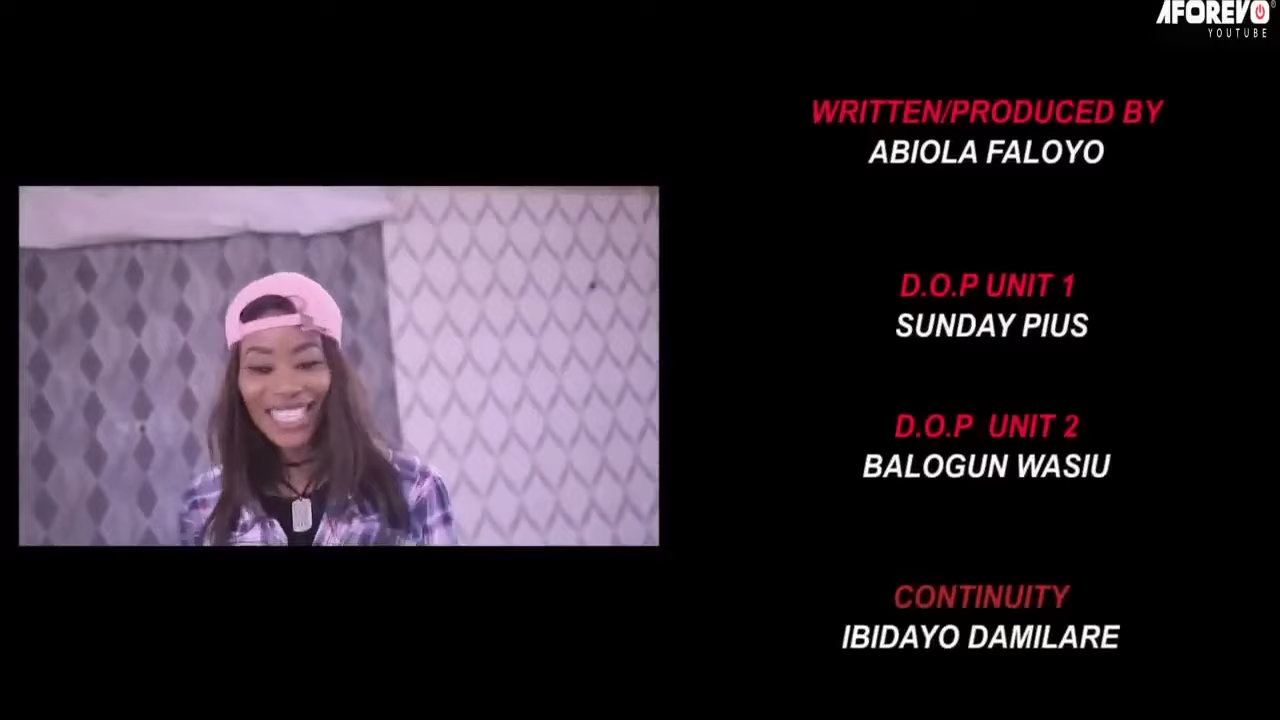 AFOREVO
YOUTUBE
WRITTEN/PRODUCED BY
ABIOLA FALOYO
D.O.P UNIT 1
SUNDAY PIUS
D.O.P UNIT 2
BALOGUN WASIU
CONTINUITY
IBIDAYO DAMILARE